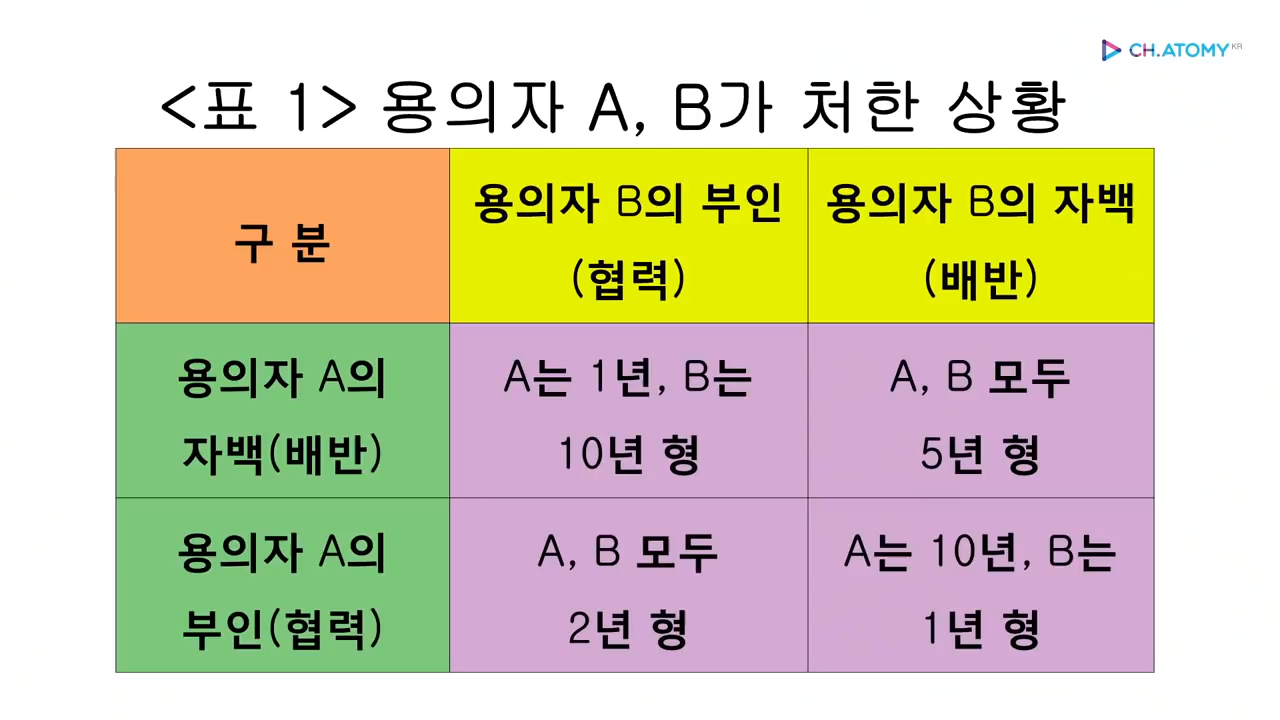 CH.ATOMY KR
<표 1> 용의자 A, B가 처한 상황
구 분
용의자 B의 부인
(협력)
용의자 B의 자백
(배반)
용의자 A의
자백(배반)
A는 1년, B는
10년 형
A, B 모두
5년 형
용의자 A의
부인(협력)
A, B 모두
2년 형
A는 10년, B는
1년 형